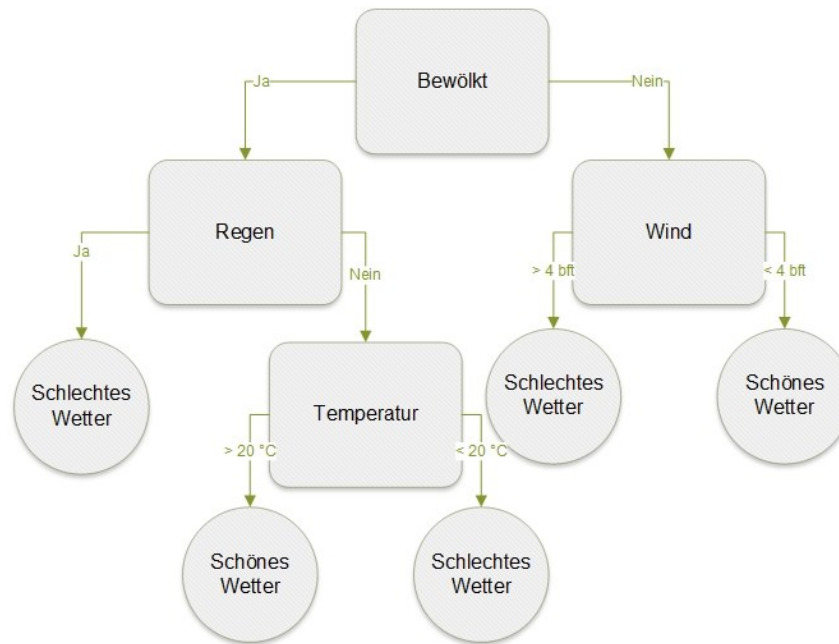 Bewölkt
Ja
Nein
Regen
Wind
Ja
Nein
> 4 bft
< 4 bft
Schlechtes
Wetter
Temperatur
Schlechtes
Wetter
Schönes
Wetter
> 20 °C
< 20 °C
Schönes
Wetter
Schlechtes
Wetter